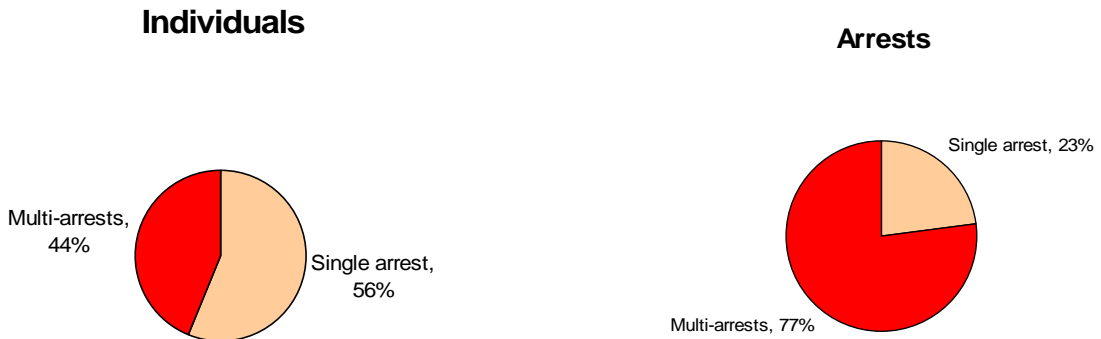 Individuals
Multi-arrests,
44%
Single arrest,
56%
Arrests
Single arrest, 23%
Multi-arrests, 77%